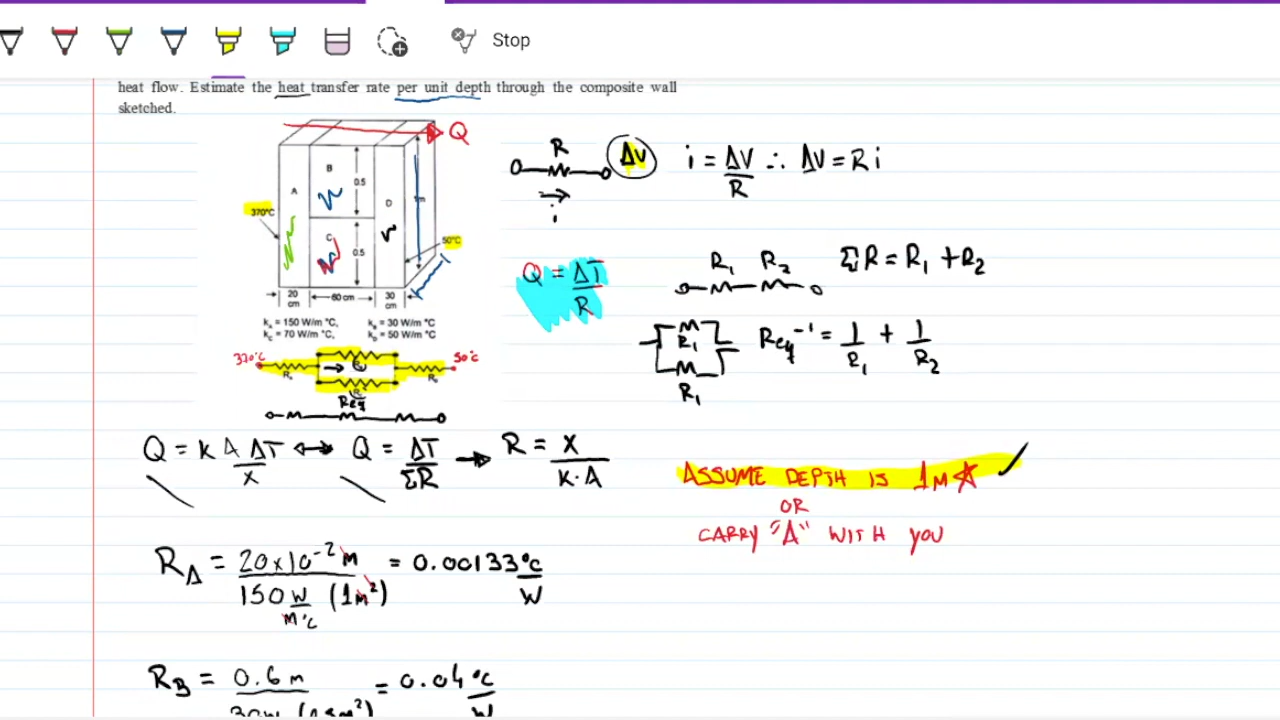 Stop
heat flow. Estimate the heat transfer rate per unit depth through the composite wall
sketched.
Q
A
B
0.5
1m
D
370°C
C
0.5
50°C
20 cm
60 cm
30 cm
kA = 150 W/m °C, kB = 30 W/m °C
kC = 70 W/m °C, kD = 50 W/m °C
370°C
50°C
Req
R
ΔV
i
i = ΔV/R ∴ ΔV = R i
Q = ΔT/R
R1 R2
ΣR = R1 + R2
R1
R1
Req⁻¹ = 1/R1 + 1/R2
Q = K A ΔT/x ↔ Q = ΔT/ΣR → R = x/K·A
ASSUME DEPTH IS 1M
OR
CARRY "A" WITH YOU
RA = 20x10⁻² m / 150 W/m°C (1m²) = 0.00133 °C/W
RB = 0.6 m / 30W (.5m²) = 0.04 °C/W